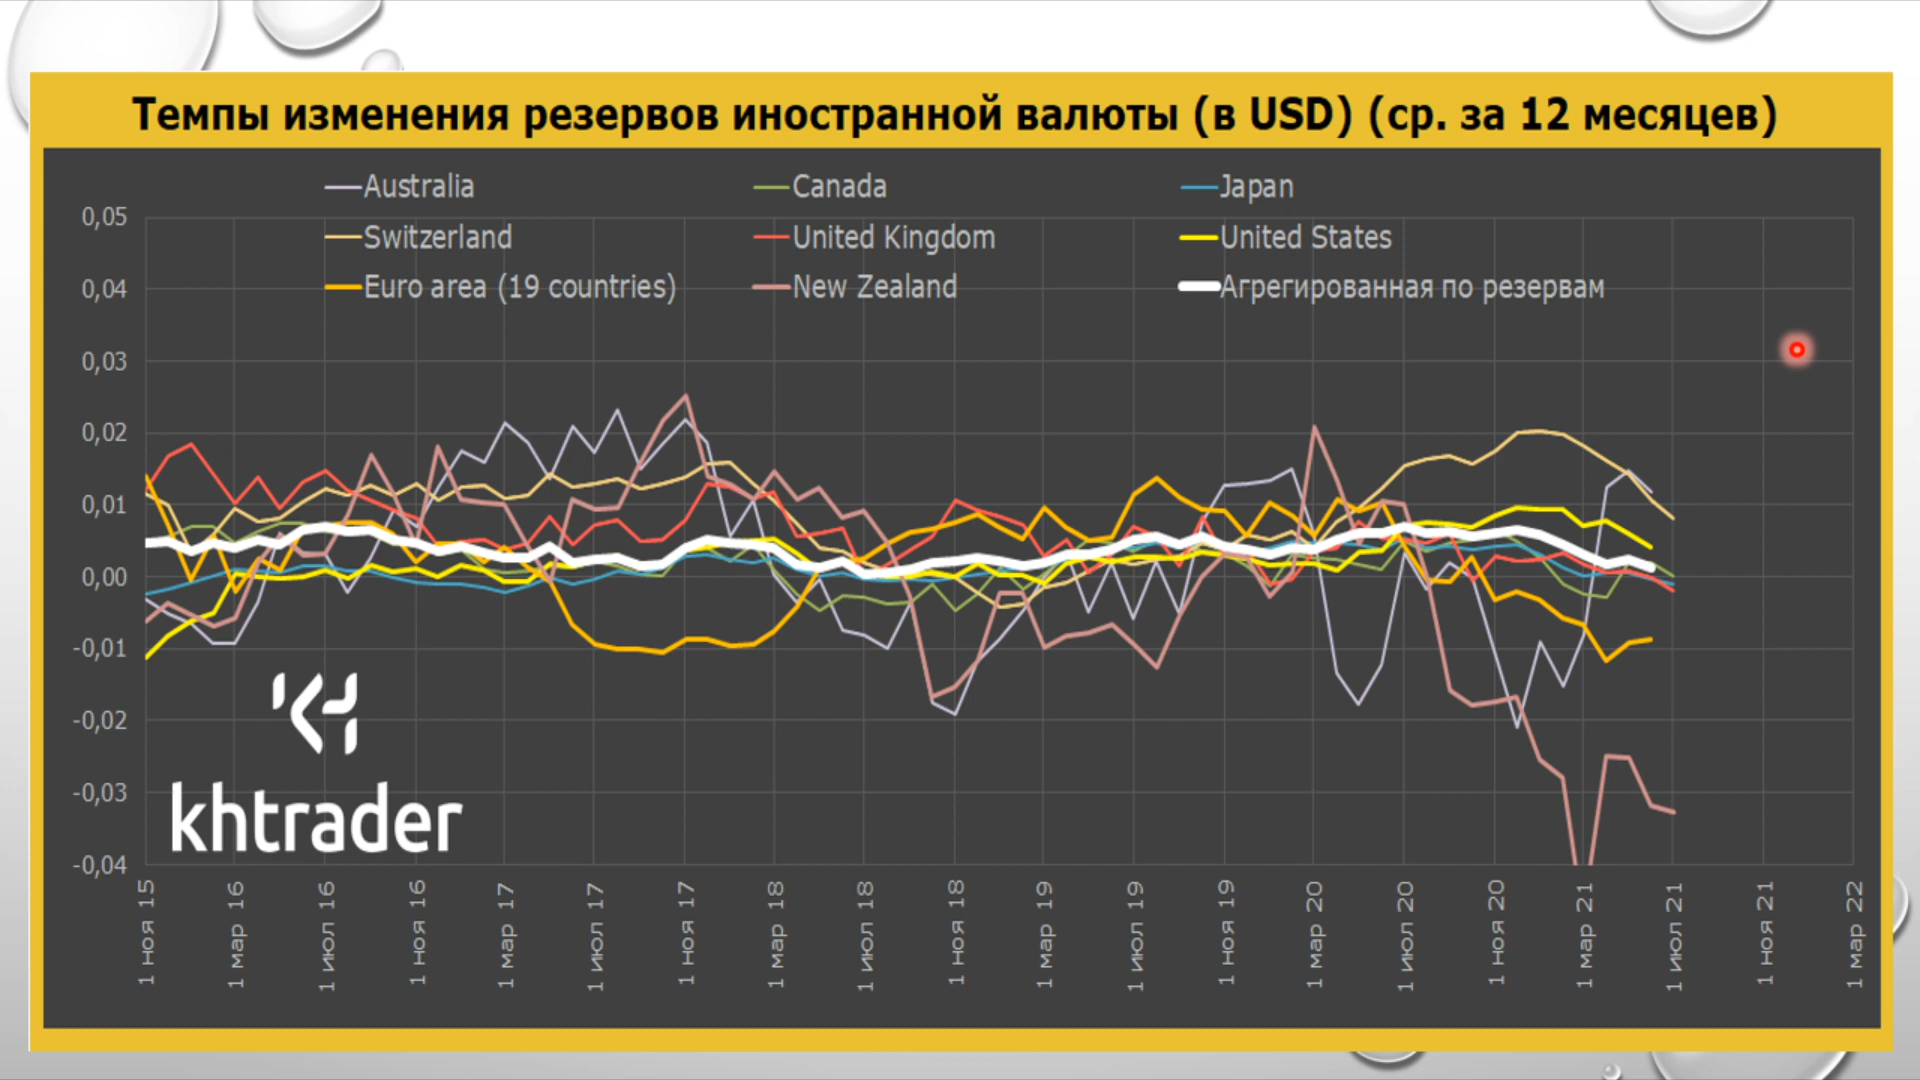 Темпы изменения резервов иностранной валюты (в USD) (ср. за 12 месяцев)
Australia Canada Japan
Switzerland United Kingdom United States
Euro area (19 countries) New Zealand Агрегированная по резервам
0,05
0,04
0,03
0,02
0,01
0,00
-0,01
-0,02
-0,03
-0,04
khtrader
1 ноя 15
1 мар 16
1 июл 16
1 ноя 16
1 мар 17
1 июл 17
1 ноя 17
1 мар 18
1 июл 18
1 ноя 18
1 мар 19
1 июл 19
1 ноя 19
1 мар 20
1 июл 20
1 ноя 20
1 мар 21
1 июл 21
1 ноя 21
1 мар 22